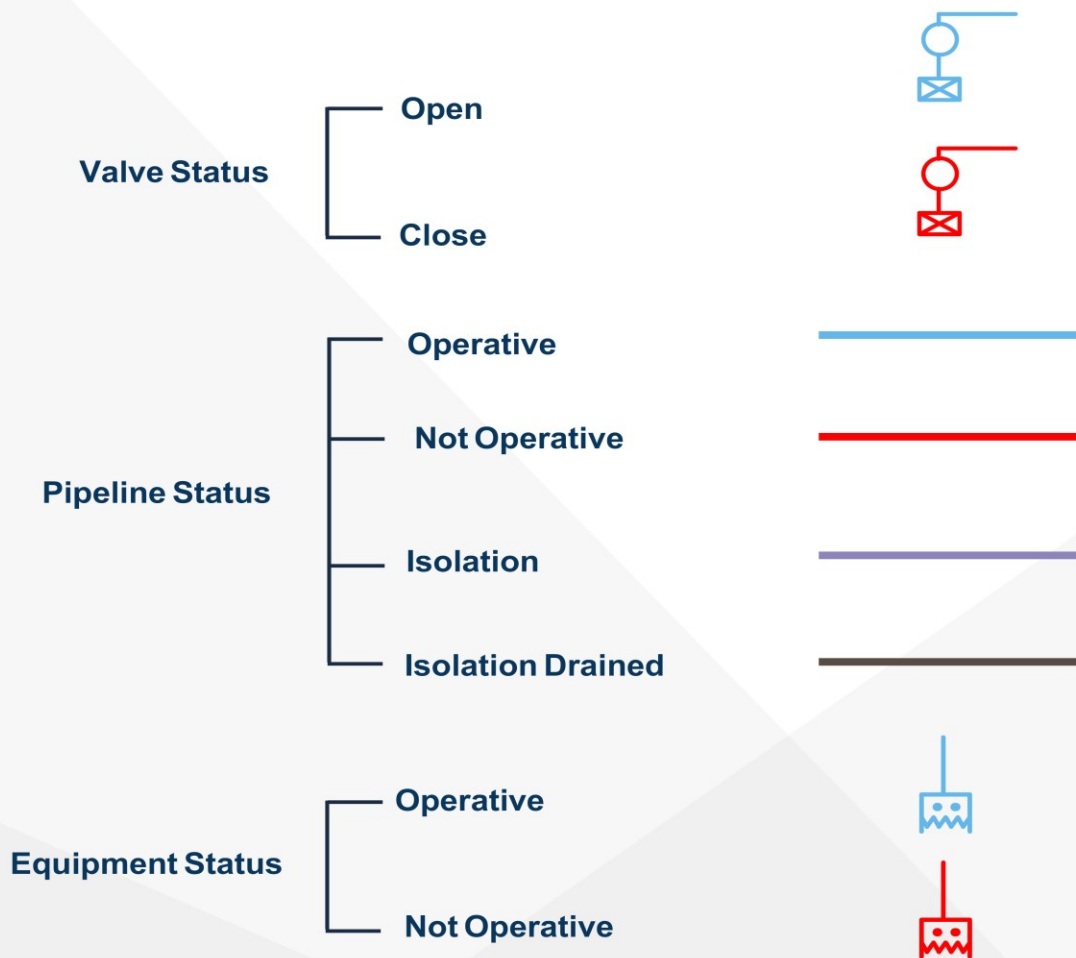 Valve Status
Open
Close
Pipeline Status
Operative
Not Operative
Isolation
Isolation Drained
Equipment Status
Operative
Not Operative